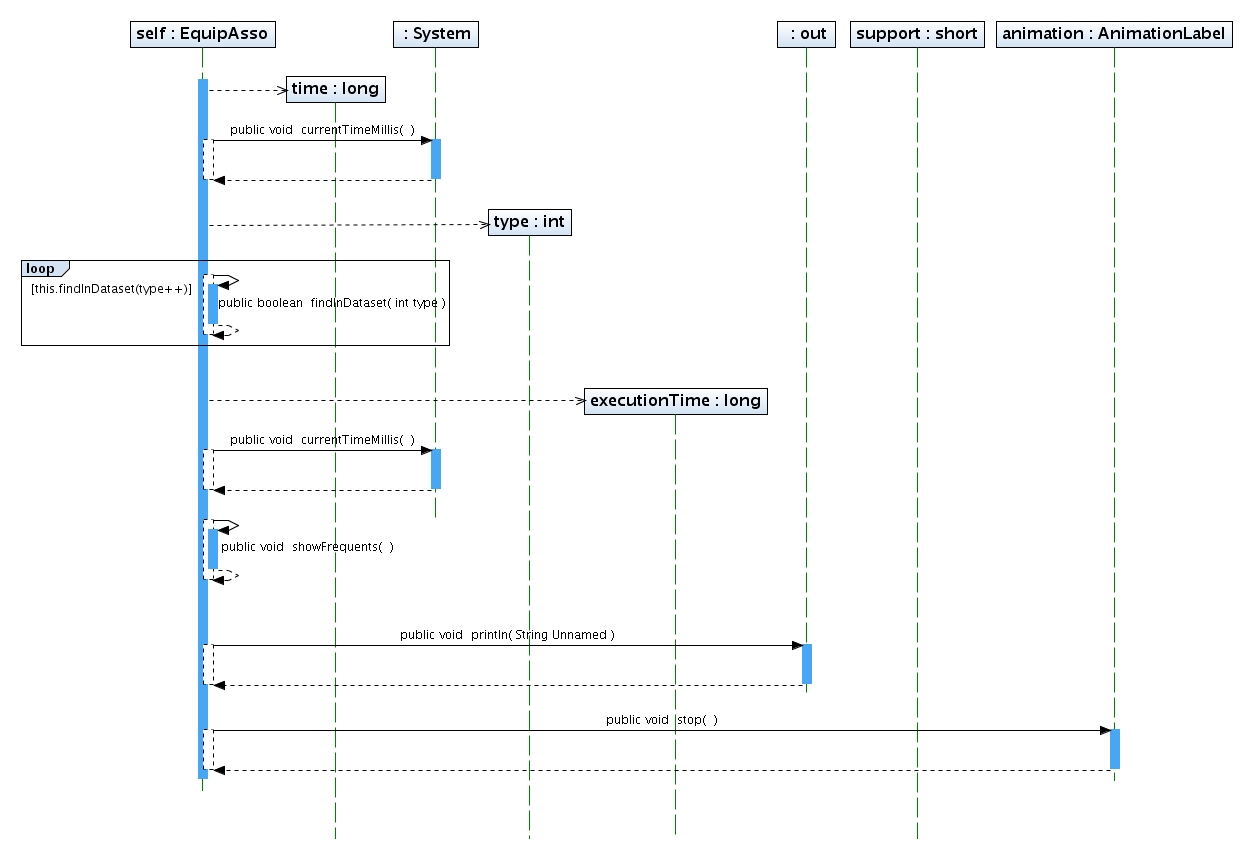 self : EquipAsso
: System
: out
support : short
animation : AnimationLabel
time : long
public void currentTimeMillis( )
type : int
loop
[this.findInDataset(type++)]
public boolean findInDataset( int type )
executionTime : long
public void currentTimeMillis( )
public void showFrequents( )
public void println( String Unnamed )
public void stop( )